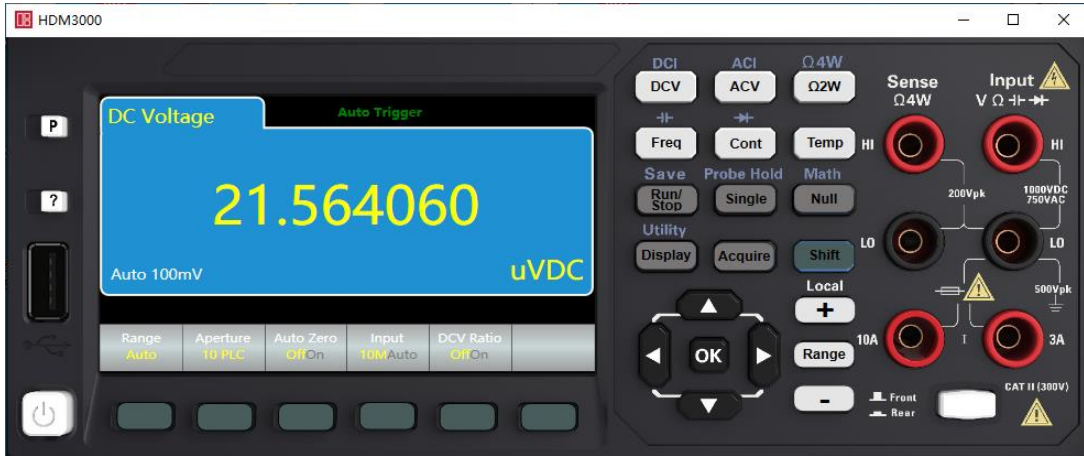 HDM3000
P
?
DC Voltage
Auto Trigger
21.564060
Auto 100mV
uVDC
Range
Auto
Aperture
10 PLC
Auto Zero
OffOn
Input
10MAuto
DCV Ratio
OffOn
DCI
ACI
Ω4W
DCV
ACV
Ω2W
Freq
Cont
Temp
Save
Probe Hold
Math
Run/
Stop
Single
Null
Utility
Display
Acquire
Shift
Local
+
OK
Range
-
Sense
Ω4W
Input
V Ω
HI
HI
200Vpk
1000VDC
750VAC
LO
LO
500Vpk
10A
I
3A
CAT II (300V)
Front
Rear